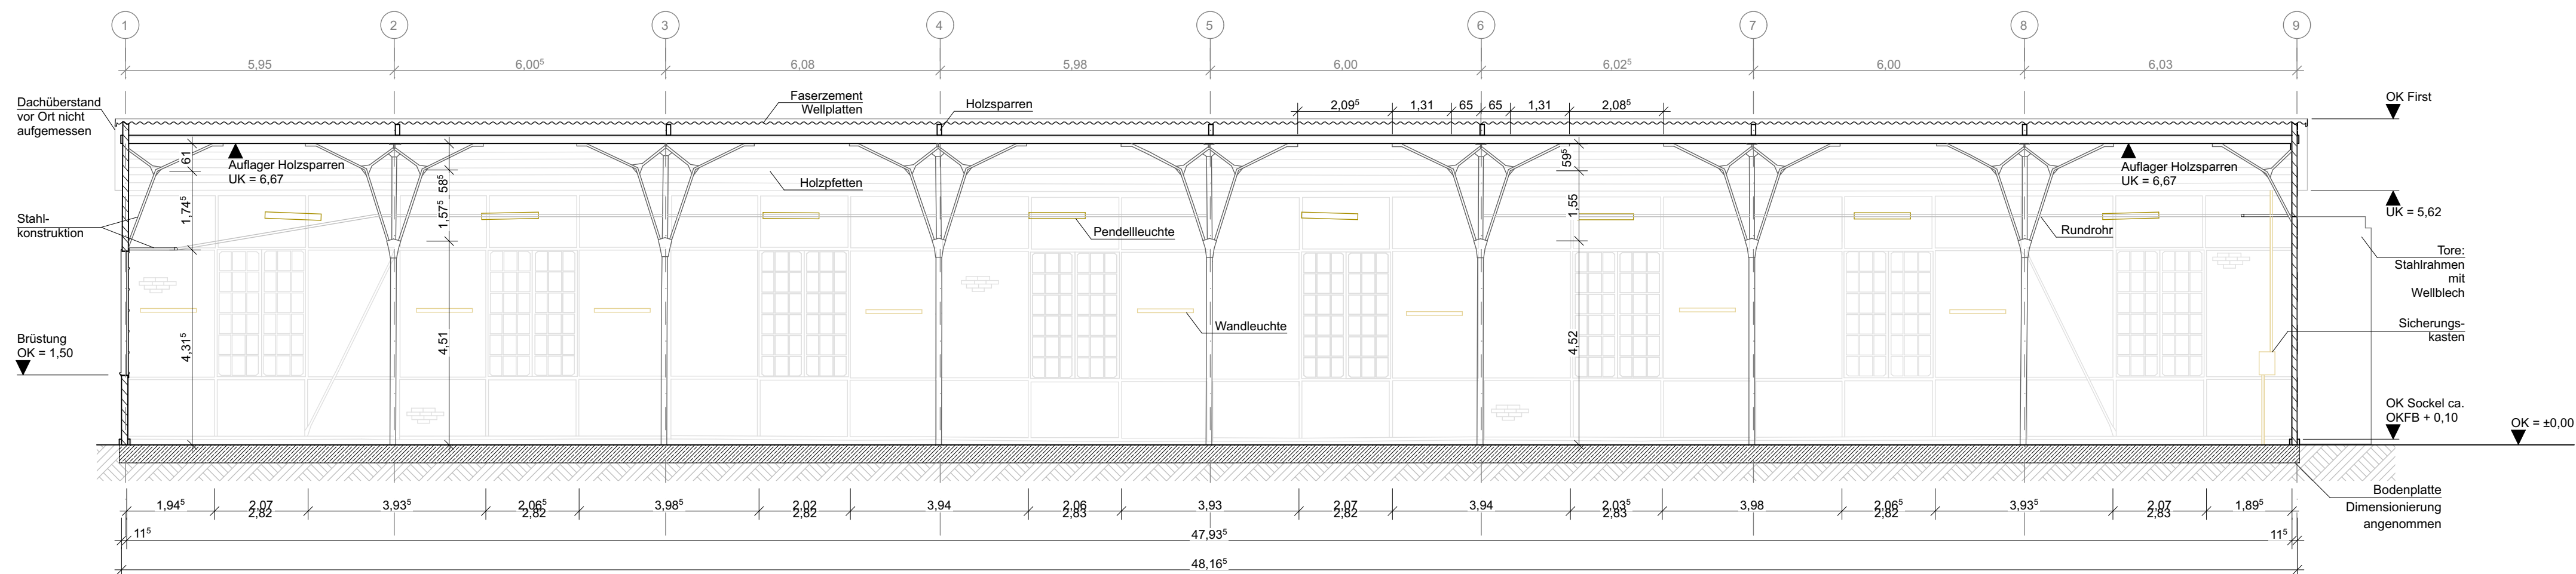 1 2 3 4 5 6 7 8 9
5,95 6,00⁵ 6,08 5,98 6,00 6,02⁵ 6,00 6,03
Dachüberstand
vor Ort nicht
aufgemessen
Faserzement
Wellplatten
Holzsparren
2,09⁵ 1,31 65 65 1,31 2,08⁵
OK First
61
Auflager Holzsparren
UK = 6,67
58⁵
Holzpfetten
59⁵
Auflager Holzsparren
UK = 6,67
Stahl-
konstruktion
1,74⁵
1,57⁵
Pendellleuchte
1,55
Rundrohr
UK = 5,62
Tore:
Stahlrahmen
mit
Wellblech
Brüstung
OK = 1,50
4,31⁵
4,51
Wandleuchte
4,52
Sicherungs-
kasten
OK Sockel ca.
OKFB + 0,10
OK = ±0,00
1,94⁵ 2,07 3,93⁵ 2,06⁵ 3,98⁵ 2,02 3,94 2,06 3,93 2,07 3,94 2,03⁵ 3,98 2,06⁵ 3,93⁵ 2,07 1,89⁵
2,82 2,82 2,82 2,83 2,82 2,83 2,82 2,83
Bodenplatte
Dimensionierung
angenommen
11⁵ 47,93⁵ 11⁵
48,16⁵